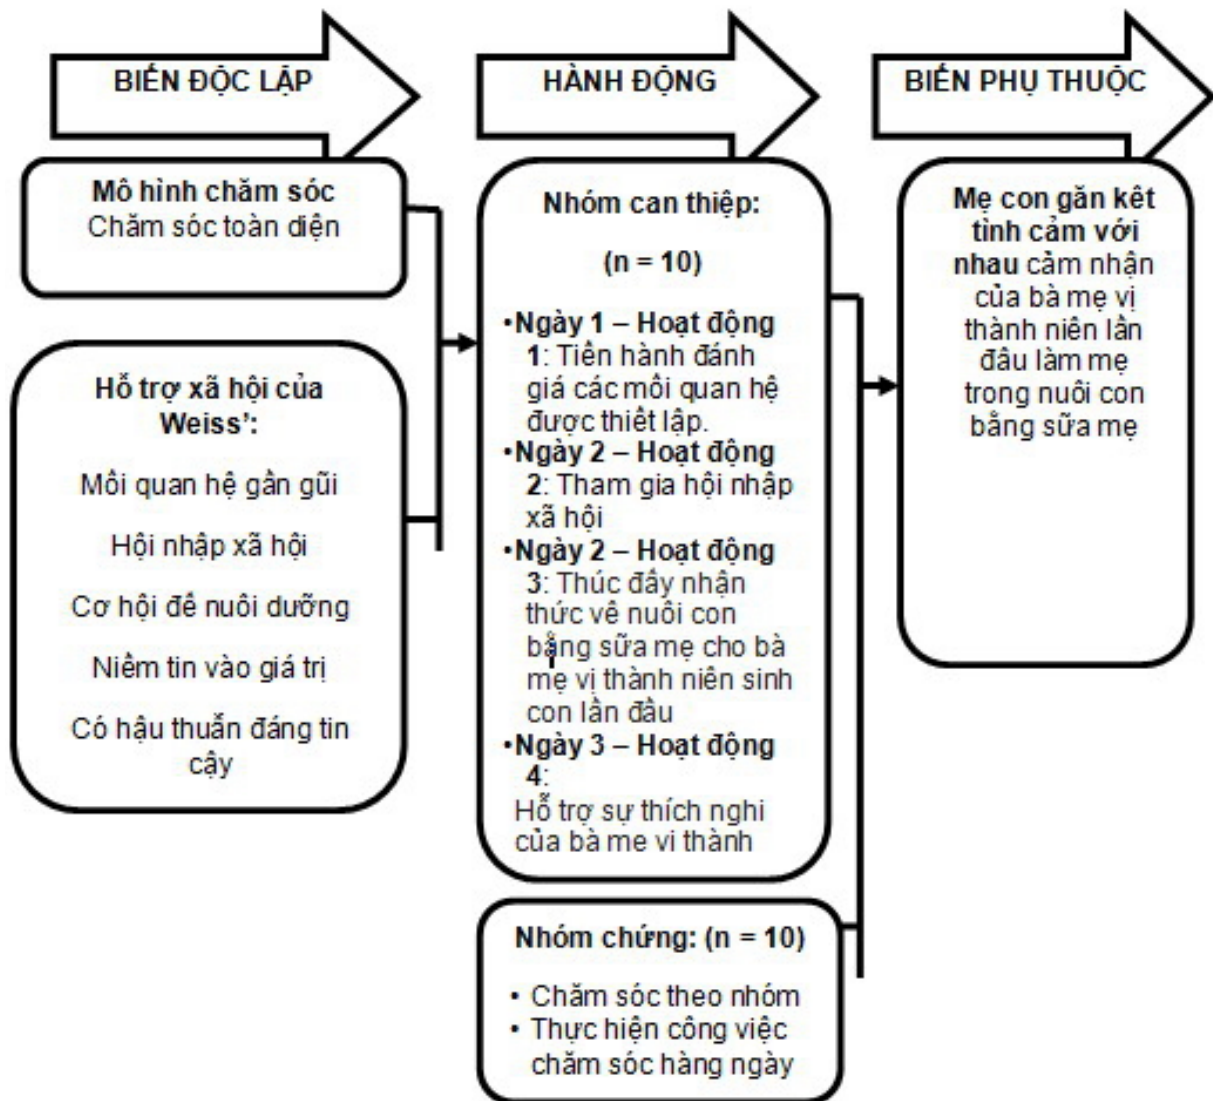 BIẾN ĐỘC LẬP
HÀNH ĐỘNG
BIẾN PHỤ THUỘC
Mô hình chăm sóc
Chăm sóc toàn diện
Hỗ trợ xã hội của
Weiss':
Mối quan hệ gần gũi
Hội nhập xã hội
Cơ hội để nuôi dưỡng
Niềm tin vào giá trị
Có hậu thuẫn đáng tin
cậy
Nhóm can thiệp:
(n = 10)
•Ngày 1 – Hoạt động
1: Tiến hành đánh
giá các mối quan hệ
được thiết lập.
•Ngày 2 – Hoạt động
2: Tham gia hội nhập
xã hội
•Ngày 2 – Hoạt động
3: Thúc đẩy nhận
thức về nuôi con
bằng sữa mẹ cho bà
mẹ vị thành niên sinh
con lần đầu
•Ngày 3 – Hoạt động
4:
Hỗ trợ sự thích nghi
của bà mẹ vị thành
Nhóm chứng: (n = 10)
• Chăm sóc theo nhóm
• Thực hiện công việc
chăm sóc hàng ngày
Mẹ con gắn kết
tình cảm với
nhau cảm nhận
của bà mẹ vị
thành niên lần
đầu làm mẹ
trong nuôi con
bằng sữa mẹ